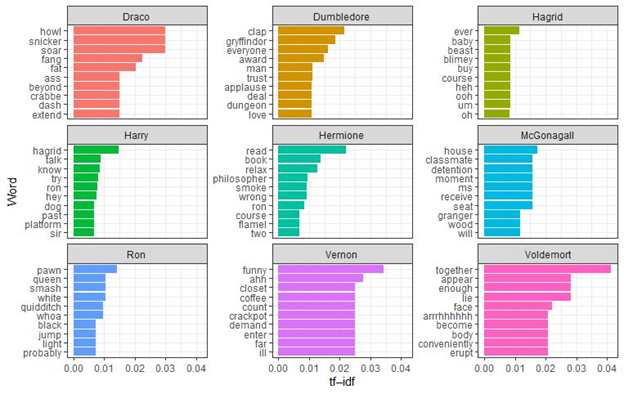 Draco
Dumbledore
Hagrid
howl
snicker
soar
fang
fat
ass
beyond
crabbe
dash
extend
clap
gryffindor
everyone
award
man
trust
applause
deal
dungeon
love
ever
baby
beast
blimey
buy
course
heh
ooh
um
oh
Harry
Hermione
McGonagall
hagrid
talk
know
try
ron
hey
dog
past
platform
sir
read
book
relax
philosopher
smoke
wrong
ron
course
flamel
two
house
classmate
detention
moment
ms
receive
seat
granger
wood
will
Ron
Vernon
Voldemort
pawn
queen
smash
white
quidditch
whoa
black
jump
light
probably
funny
ahh
closet
coffee
count
crackpot
demand
enter
far
ill
together
appear
enough
lie
face
arrrhhhhhh
become
body
conveniently
erupt
0.00 0.01 0.02 0.03 0.04
0.00 0.01 0.02 0.03 0.04
0.00 0.01 0.02 0.03 0.04
Word
tf–idf